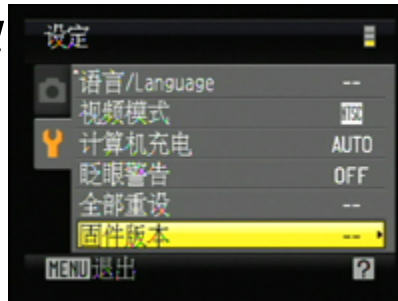 设定
语言/Language --
视频模式
计算机充电 AUTO
眨眼警告 OFF
全部重设 --
固件版本 --
MENU退出 ?